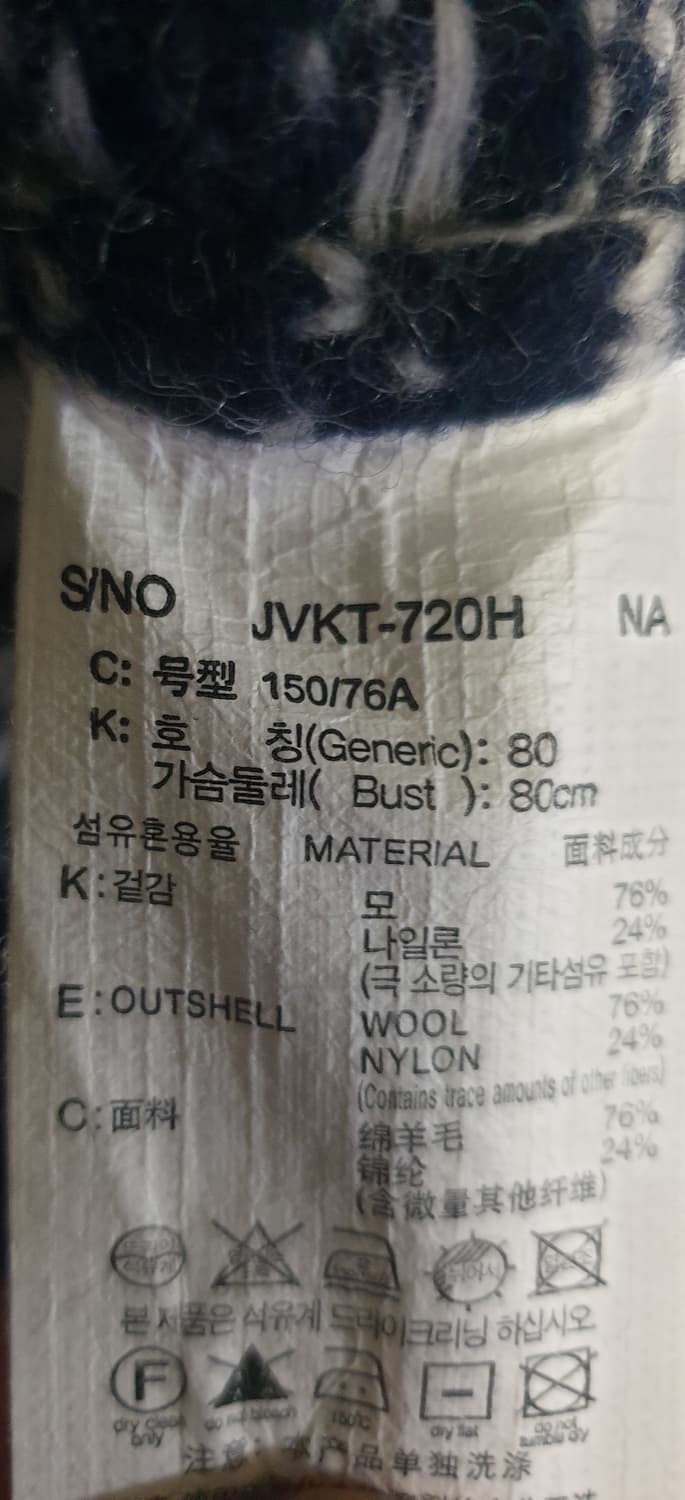 S/NO JVKT-720H NA
C: 号型 150/76A
K: 호 칭(Generic): 80
가슴둘레( Bust ): 80cm
섬유혼용율 MATERIAL 面料成分
K:겉감 모 76%
나일론 24%
(극 소량의 기타섬유 포함)
E:OUTSHELL WOOL 76%
NYLON 24%
(Contains trace amounts of other fibers)
C:面料 绵羊毛 76%
锦纶 24%
(含微量其他纤维)
본 제품은 석유계 드라이크리닝 하십시오
F
dry clean only do not bleach 150°C dry flat do not tumble dry
注意:本产品单独洗涤